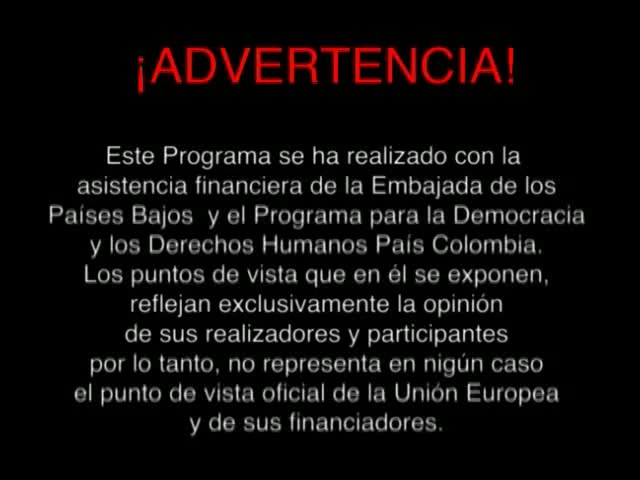 ¡ADVERTENCIA!
Este Programa se ha realizado con la
asistencia financiera de la Embajada de los
Países Bajos y el Programa para la Democracia
y los Derechos Humanos País Colombia.
Los puntos de vista que en él se exponen,
reflejan exclusivamente la opinión
de sus realizadores y participantes
por lo tanto, no representa en nigún caso
el punto de vista oficial de la Unión Europea
y de sus financiadores.